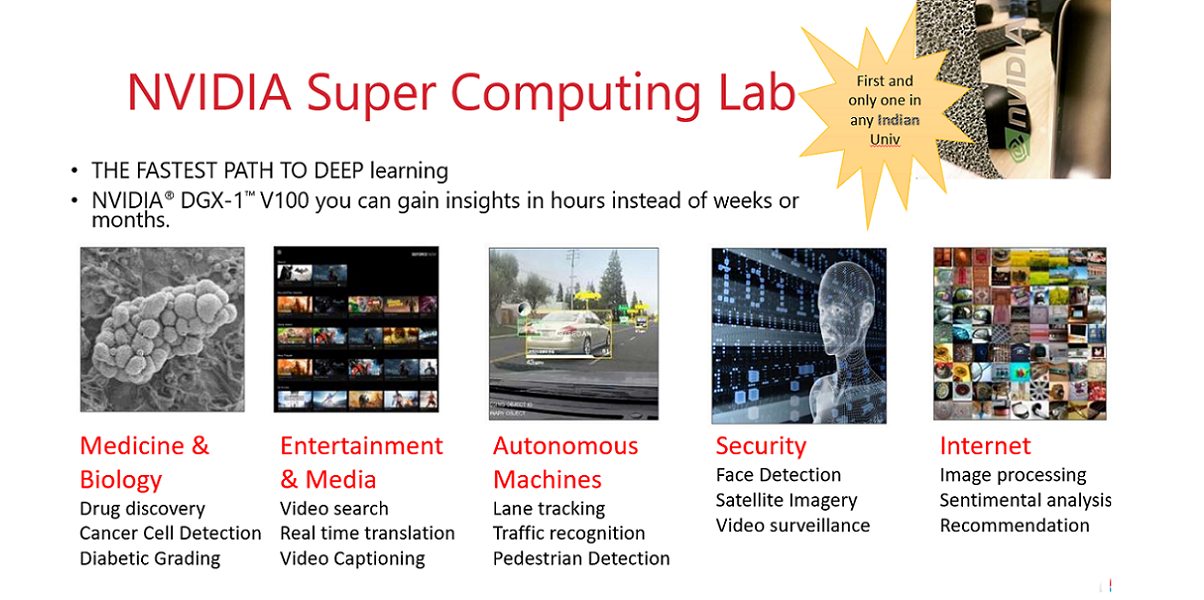 NVIDIA Super Computing Lab
First and
only one in
any Indian
Univ
NVIDIA
• THE FASTEST PATH TO DEEP learning
• NVIDIA® DGX-1™ V100 you can gain insights in hours instead of weeks or
months.
SEDAN
Medicine &
Biology
Drug discovery
Cancer Cell Detection
Diabetic Grading
Entertainment
& Media
Video search
Real time translation
Video Captioning
Autonomous
Machines
Lane tracking
Traffic recognition
Pedestrian Detection
Security
Face Detection
Satellite Imagery
Video surveillance
Internet
Image processing
Sentimental analysis
Recommendation